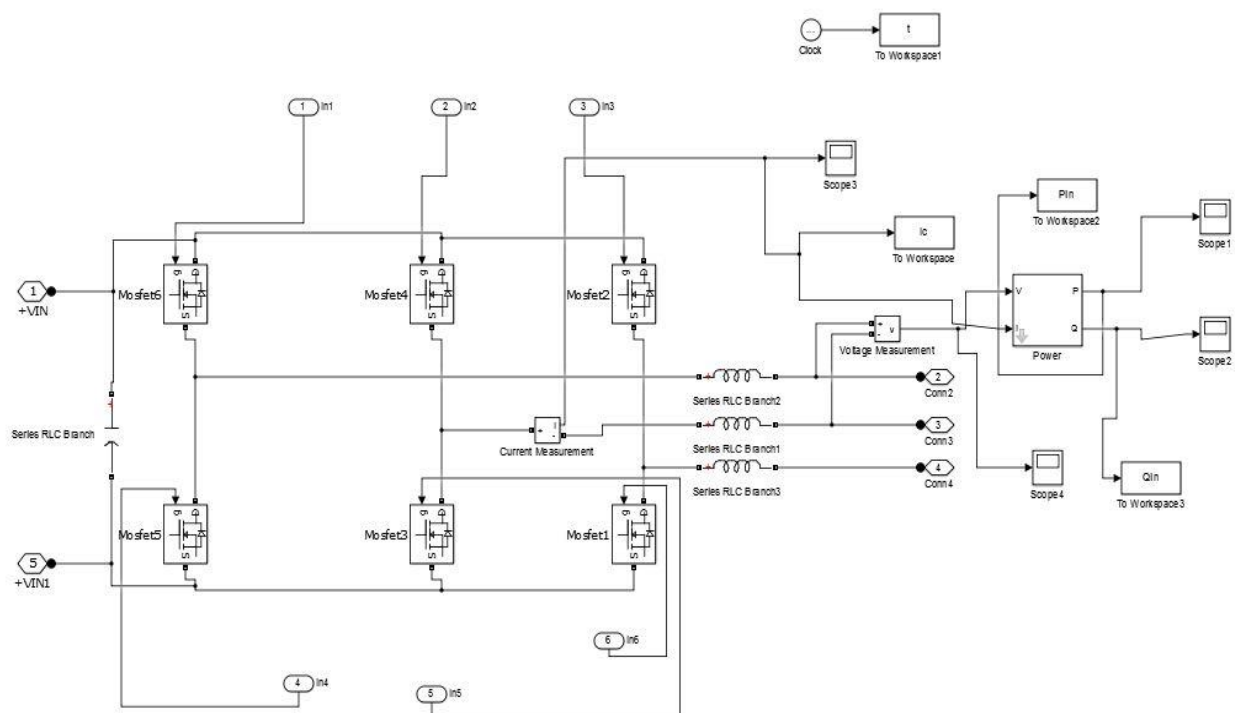 t
Clock
To Workspace1
1 In1
2 In2
3 In3
Scope3
Pin
To Workspace2
Scope1
Ic
To Workspace
1
+VIN
g D S
Mosfet6
g D S
Mosfet4
g D S
Mosfet2
V P
I Q
Power
Scope2
+ - v
Voltage Measurement
2
Conn2
Series RLC Branch2
3
Conn3
Series RLC Branch
+ i -
Current Measurement
Series RLC Branch1
4
Conn4
Series RLC Branch3
Scope4
Qin
To Workspace3
g D S
Mosfet5
g D S
Mosfet3
g D S
Mosfet1
5
+VIN1
6 In6
4 In4
5 In5